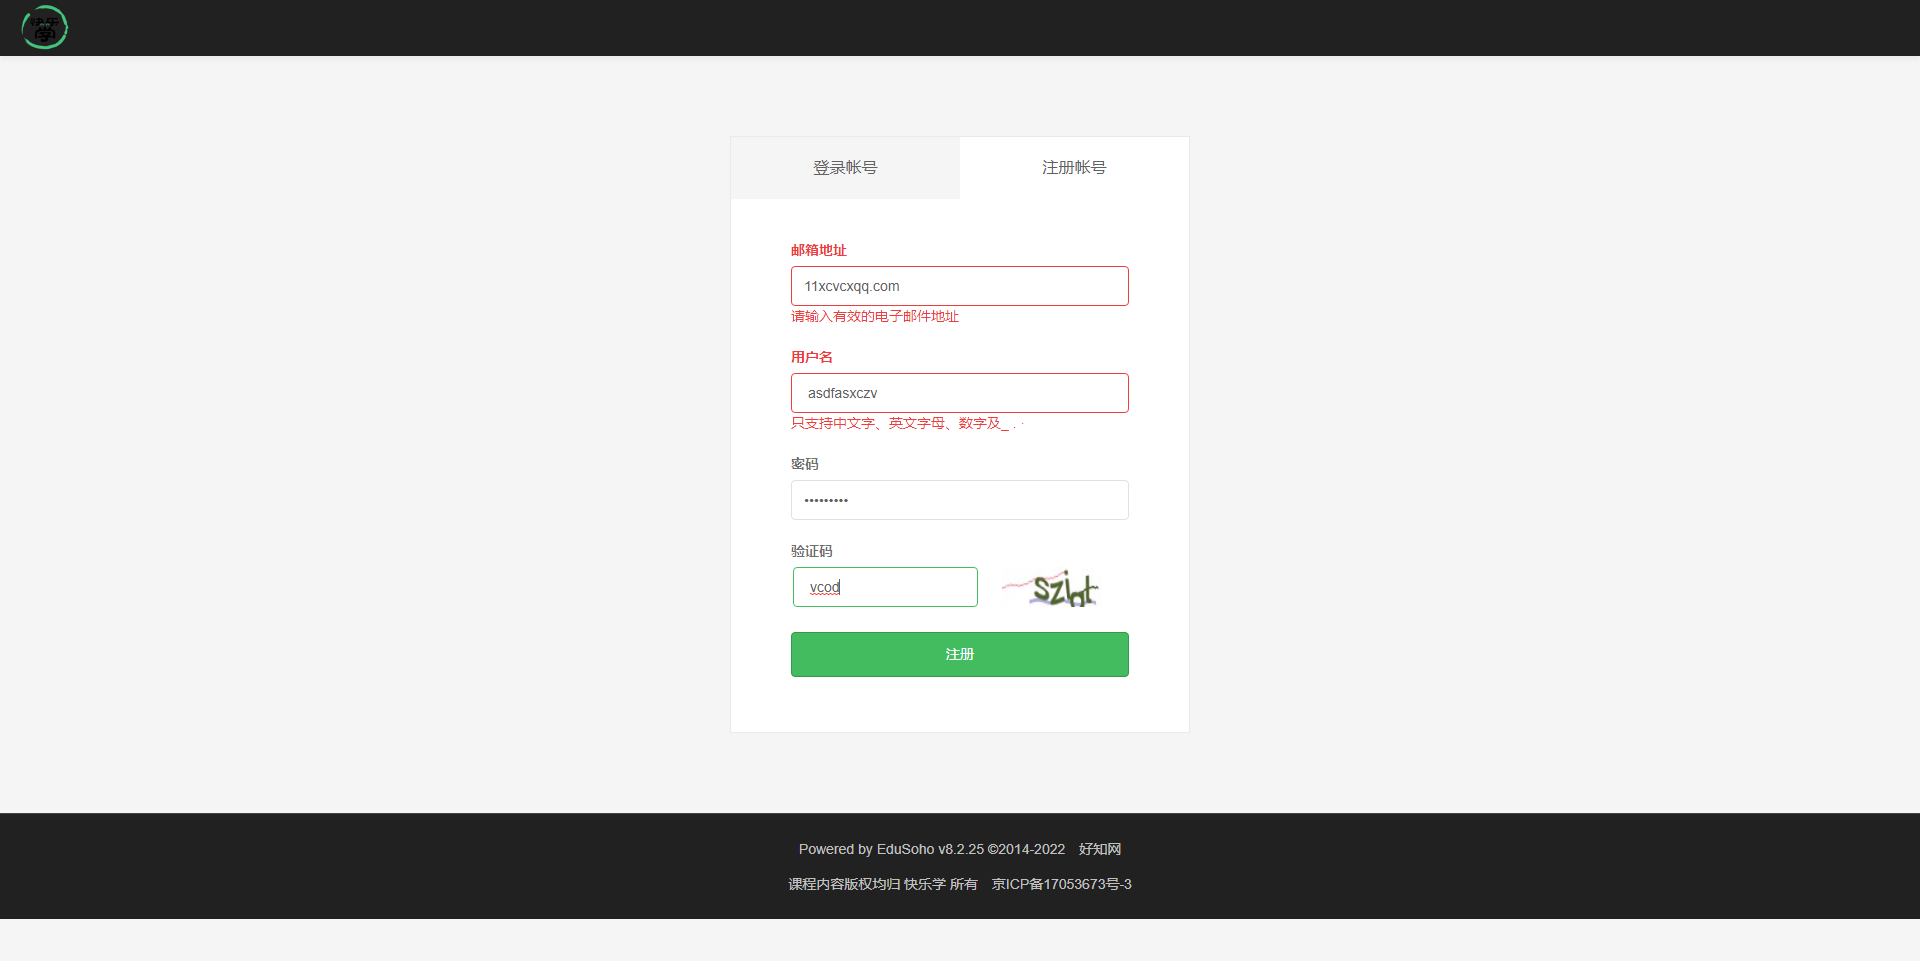 快乐
学
登录帐号
注册帐号
邮箱地址
11xcvcxqq.com
请输入有效的电子邮件地址
用户名
asdfasxczv
只支持中文字、英文字母、数字及_ . ·
密码
•••••••••
验证码
vcod
注册
Powered by EduSoho v8.2.25 ©2014-2022 好知网
课程内容版权均归 快乐学 所有 京ICP备17053673号-3